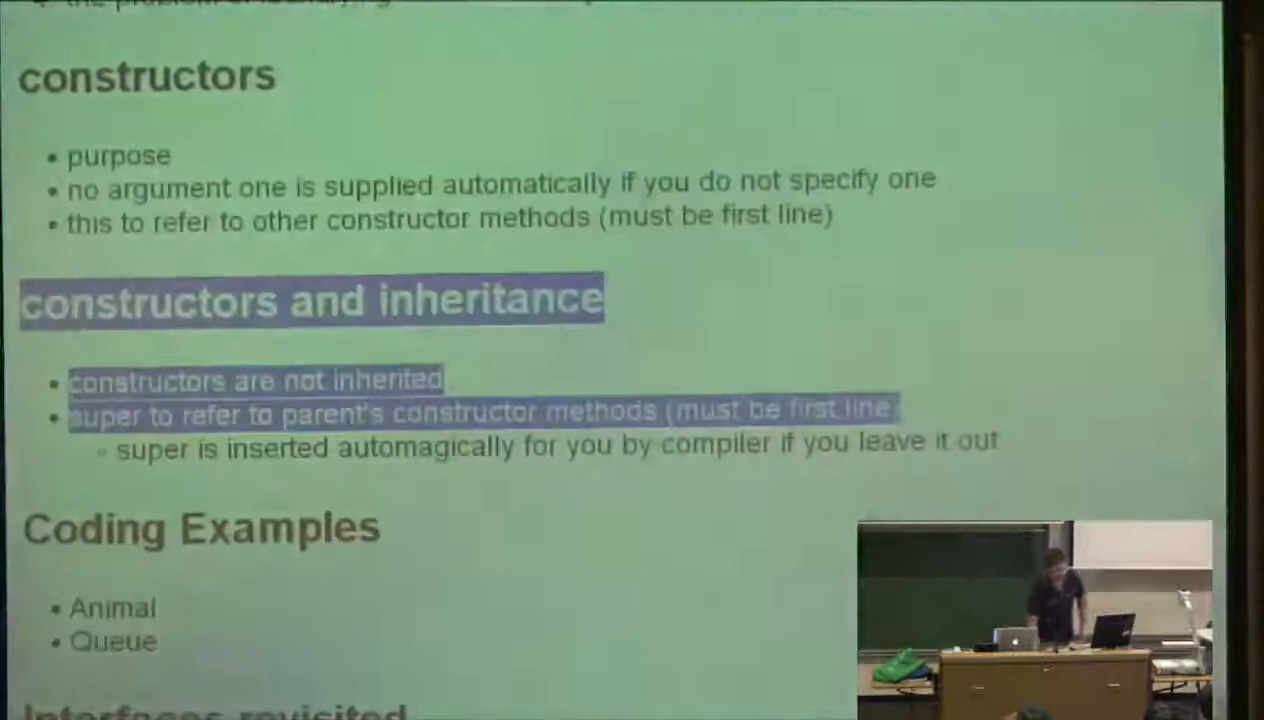 constructors
• purpose
• no argument one is supplied automatically if you do not specify one
• this to refer to other constructor methods (must be first line)
constructors and inheritance
• constructors are not inherited
• super to refer to parent's constructor methods (must be first line)
◦ super is inserted automagically for you by compiler if you leave it out
Coding Examples
• Animal
• Queue
Interfaces revisited